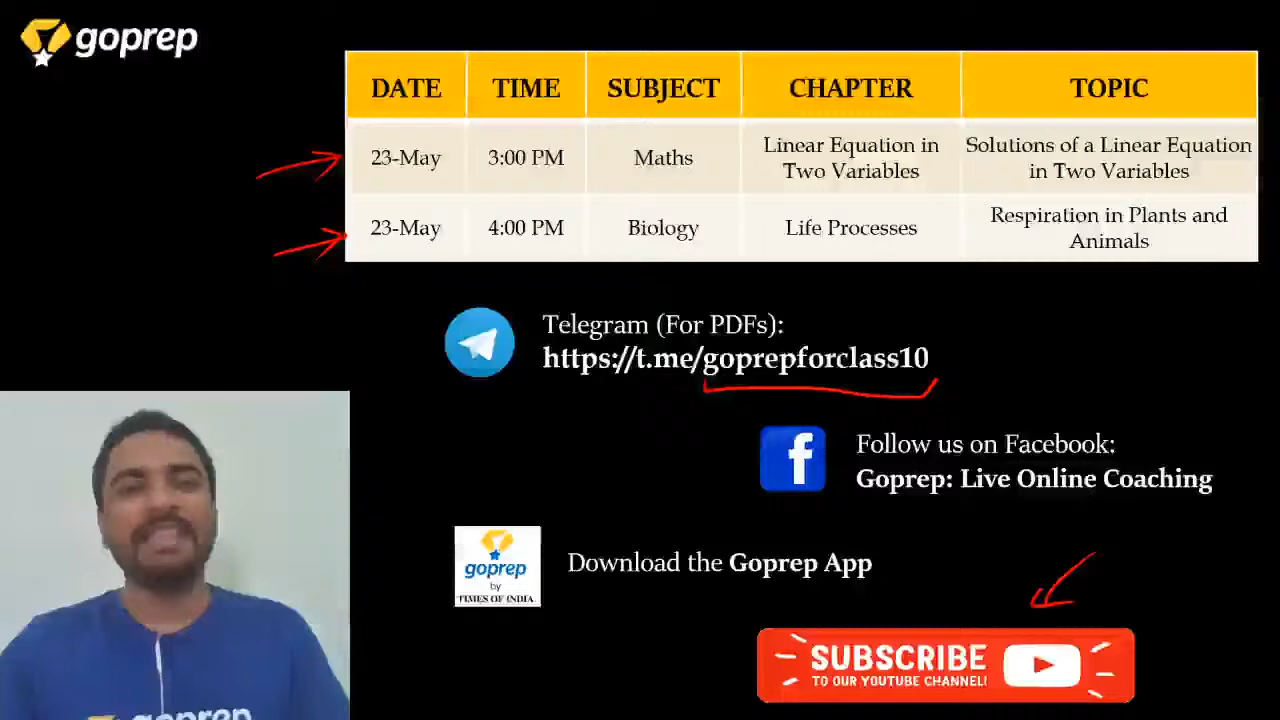 goprep
DATE TIME SUBJECT CHAPTER TOPIC
23-May 3:00 PM Maths Linear Equation in Two Variables Solutions of a Linear Equation in Two Variables
23-May 4:00 PM Biology Life Processes Respiration in Plants and Animals
Telegram (For PDFs):
https://t.me/goprepforclass10
Follow us on Facebook:
Goprep: Live Online Coaching
goprep
by
TIMES OF INDIA
Download the Goprep App
SUBSCRIBE
TO OUR YOUTUBE CHANNEL!
goprep